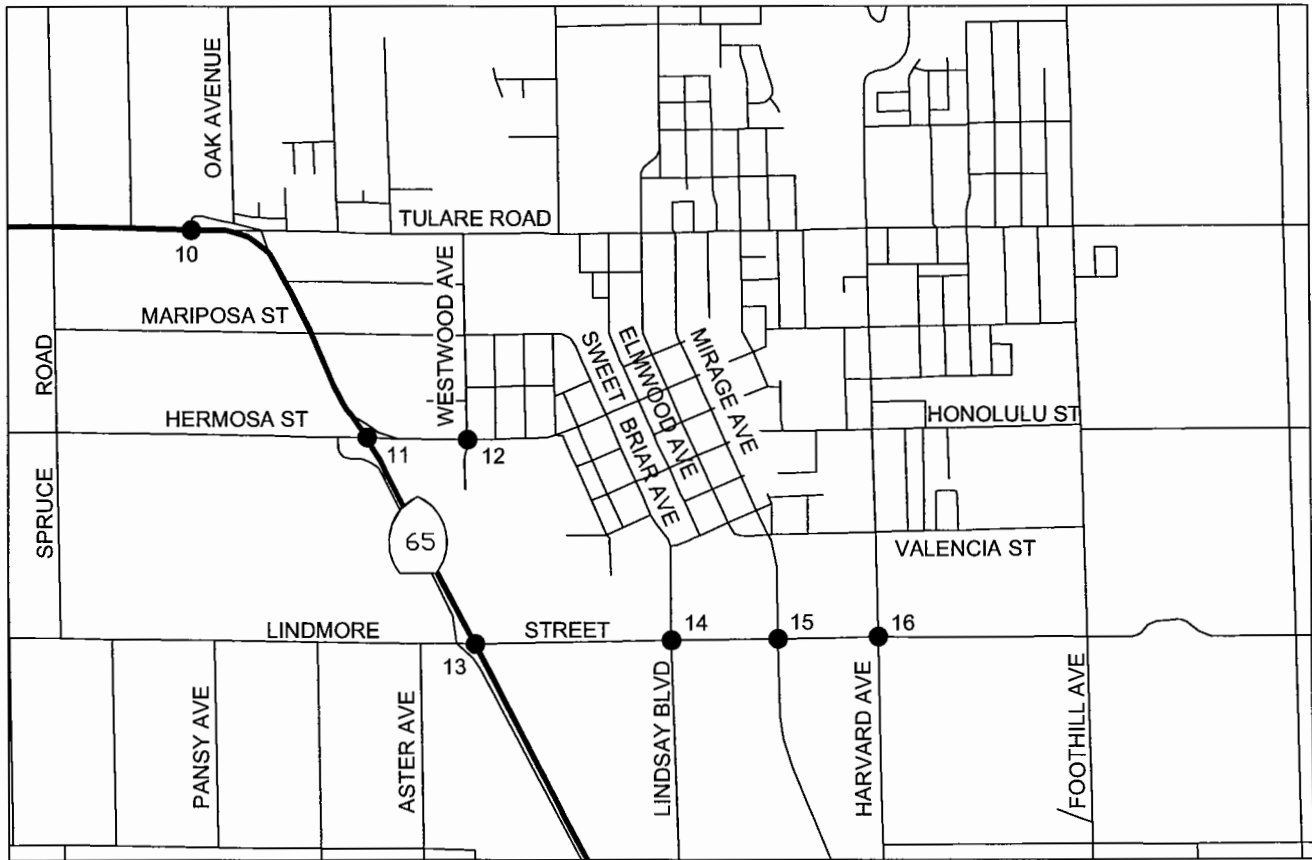 OAK AVENUE
TULARE ROAD
10
WESTWOOD AVE
MARIPOSA ST
SWEET BRIAR AVE
ELMWOOD AVE
MIRAGE AVE
SPRUCE ROAD
HERMOSA ST
HONOLULU ST
11
12
65
VALENCIA ST
LINDMORE STREET
14
15
16
13
PANSY AVE
ASTER AVE
LINDSAY BLVD
HARVARD AVE
FOOTHILL AVE